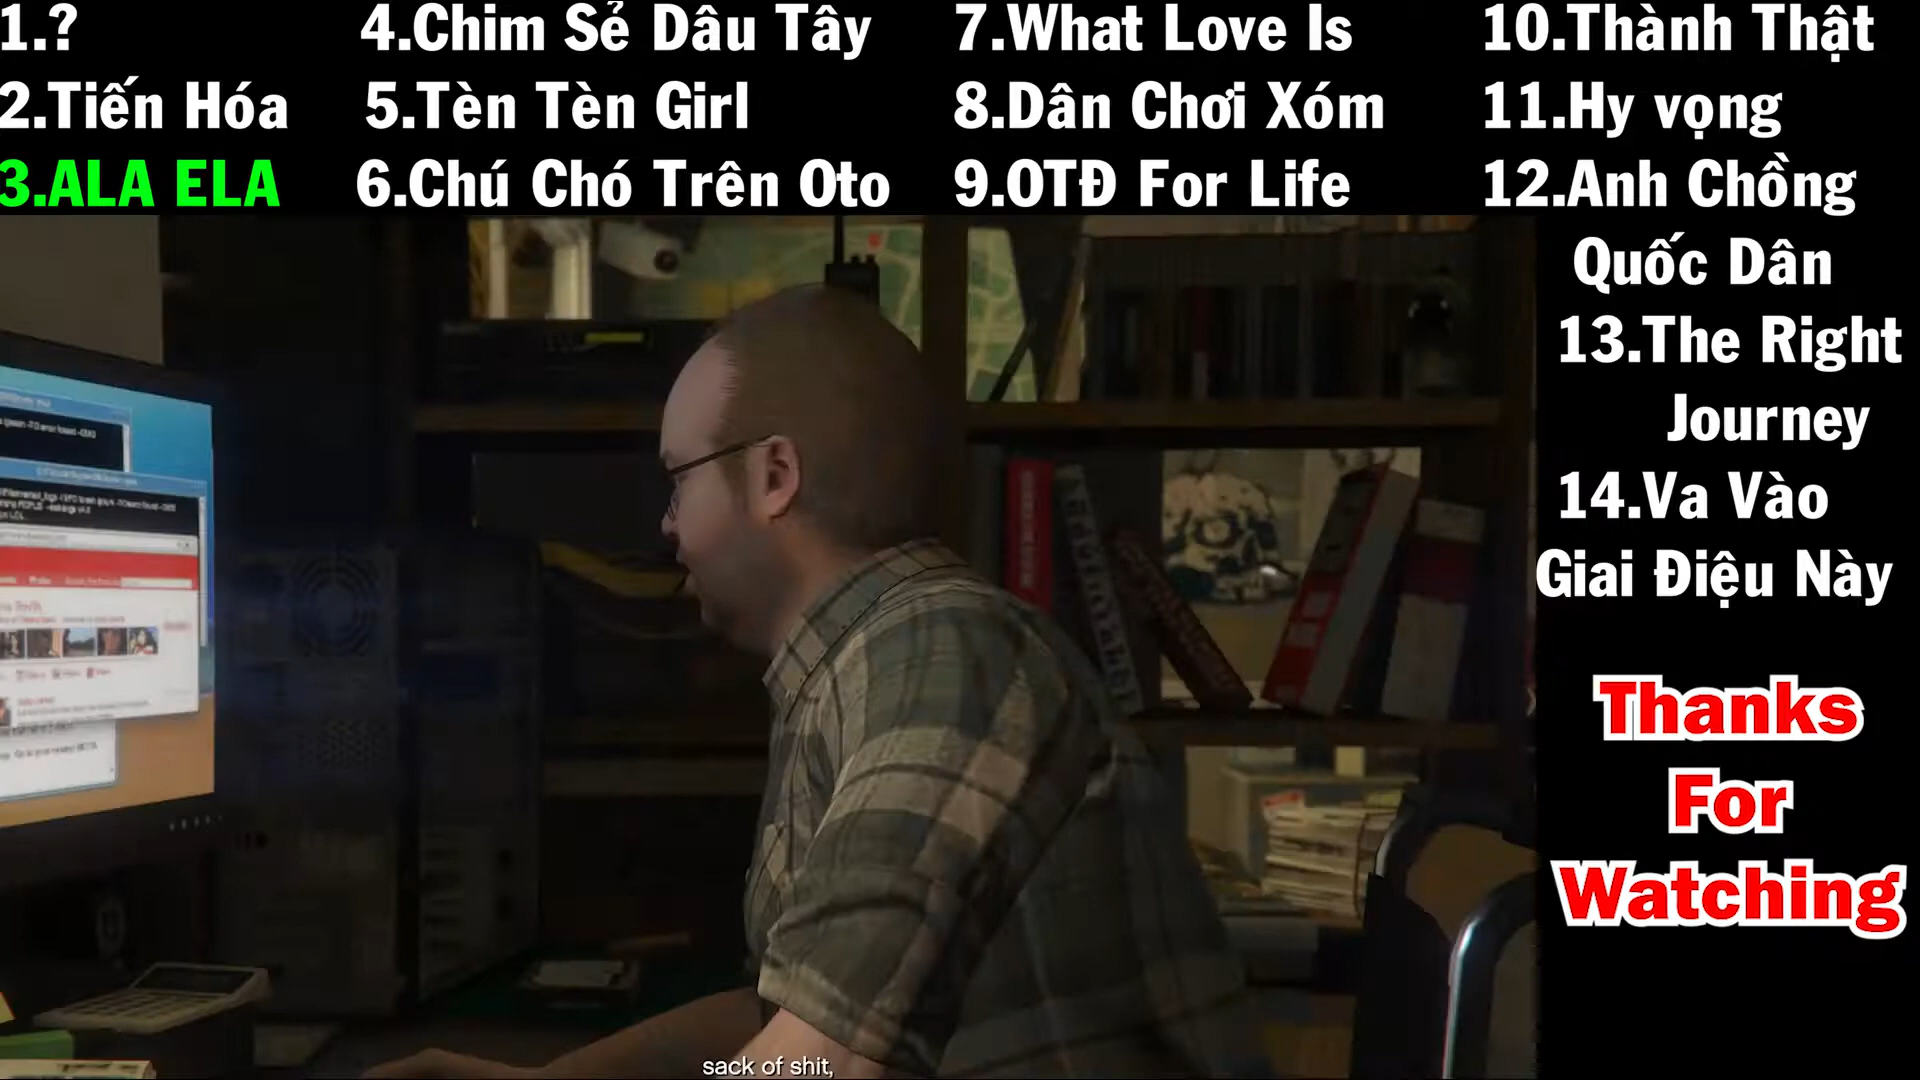 1.?
2.Tiến Hóa
3.ALA ELA
4.Chim Sẻ Dâu Tây
5.Tèn Tèn Girl
6.Chú Chó Trên Oto
7.What Love Is
8.Dân Chơi Xóm
9.OTĐ For Life
10.Thành Thật
11.Hy vọng
12.Anh Chồng
Quốc Dân
13.The Right
Journey
14.Va Vào
Giai Điệu Này
Thanks
For
Watching
sack of shit,